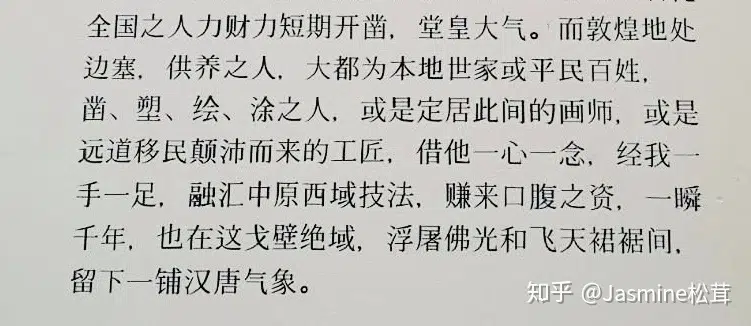 全国之人力财力短期开凿，堂皇大气。而敦煌地处
边塞，供养之人，大都为本地世家或平民百姓，
凿、塑、绘、涂之人，或是定居此间的画师，或是
远道移民颠沛而来的工匠，借他一心一念，经我一
手一足，融汇中原西域技法，赚来口腹之资，一瞬
千年，也在这戈壁绝域，浮屠佛光和飞天裙裾间，
留下一铺汉唐气象。
知乎 @Jasmine松茸